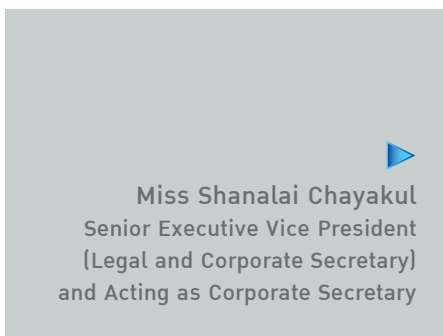 Miss Shanalai Chayakul
Senior Executive Vice President
(Legal and Corporate Secretary)
and Acting as Corporate Secretary